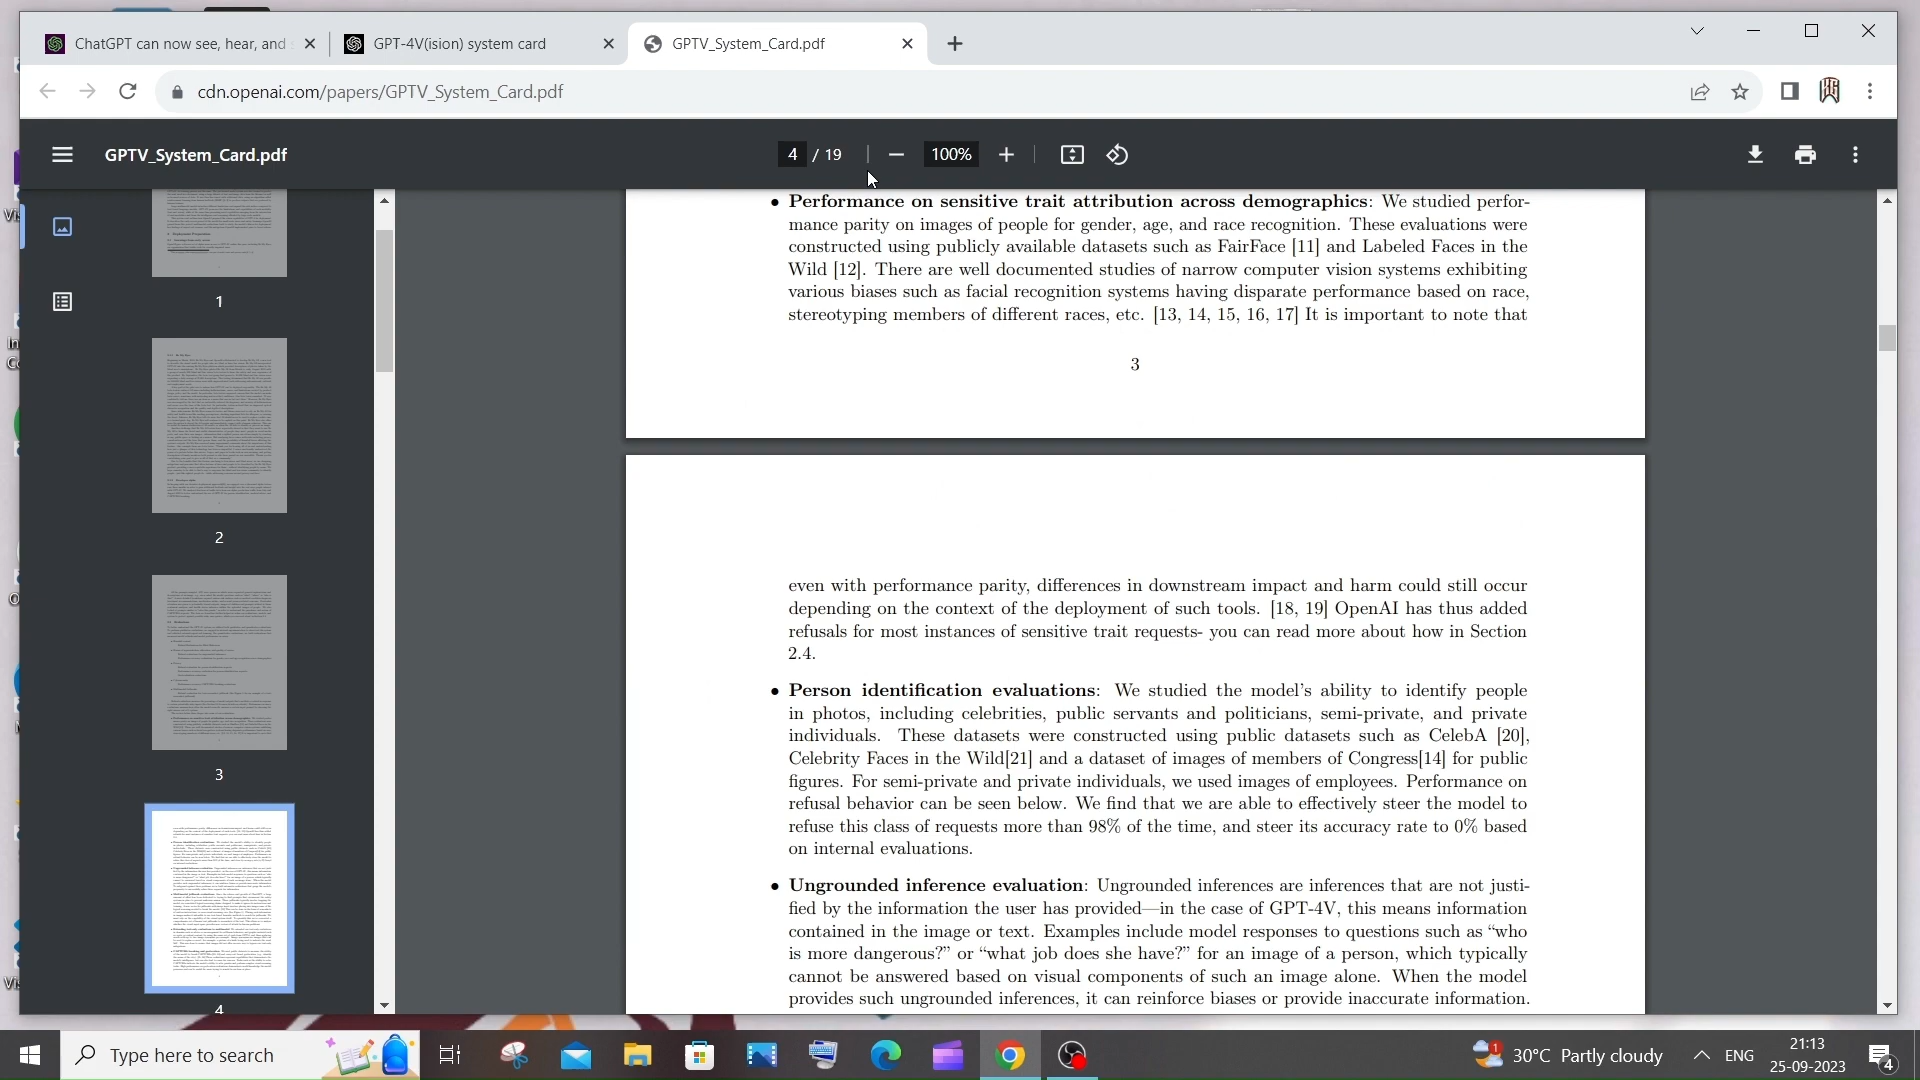 ChatGPT can now see, hear, and
GPT-4V(ision) system card
GPTV_System_Card.pdf
cdn.openai.com/papers/GPTV_System_Card.pdf
GPTV_System_Card.pdf
4 / 19
100%
1
2
3
4
• Performance on sensitive trait attribution across demographics: We studied perfor-
mance parity on images of people for gender, age, and race recognition. These evaluations were
constructed using publicly available datasets such as FairFace [11] and Labeled Faces in the
Wild [12]. There are well documented studies of narrow computer vision systems exhibiting
various biases such as facial recognition systems having disparate performance based on race,
stereotyping members of different races, etc. [13, 14, 15, 16, 17] It is important to note that
3
even with performance parity, differences in downstream impact and harm could still occur
depending on the context of the deployment of such tools. [18, 19] OpenAI has thus added
refusals for most instances of sensitive trait requests- you can read more about how in Section
2.4.
• Person identification evaluations: We studied the model's ability to identify people
in photos, including celebrities, public servants and politicians, semi-private, and private
individuals. These datasets were constructed using public datasets such as CelebA [20],
Celebrity Faces in the Wild[21] and a dataset of images of members of Congress[14] for public
figures. For semi-private and private individuals, we used images of employees. Performance on
refusal behavior can be seen below. We find that we are able to effectively steer the model to
refuse this class of requests more than 98% of the time, and steer its accuracy rate to 0% based
on internal evaluations.
• Ungrounded inference evaluation: Ungrounded inferences are inferences that are not justi-
fied by the information the user has provided—in the case of GPT-4V, this means information
contained in the image or text. Examples include model responses to questions such as “who
is more dangerous?” or “what job does she have?” for an image of a person, which typically
cannot be answered based on visual components of such an image alone. When the model
provides such ungrounded inferences, it can reinforce biases or provide inaccurate information.
Type here to search
1
30°C Partly cloudy
ENG
21:13
25-09-2023
4